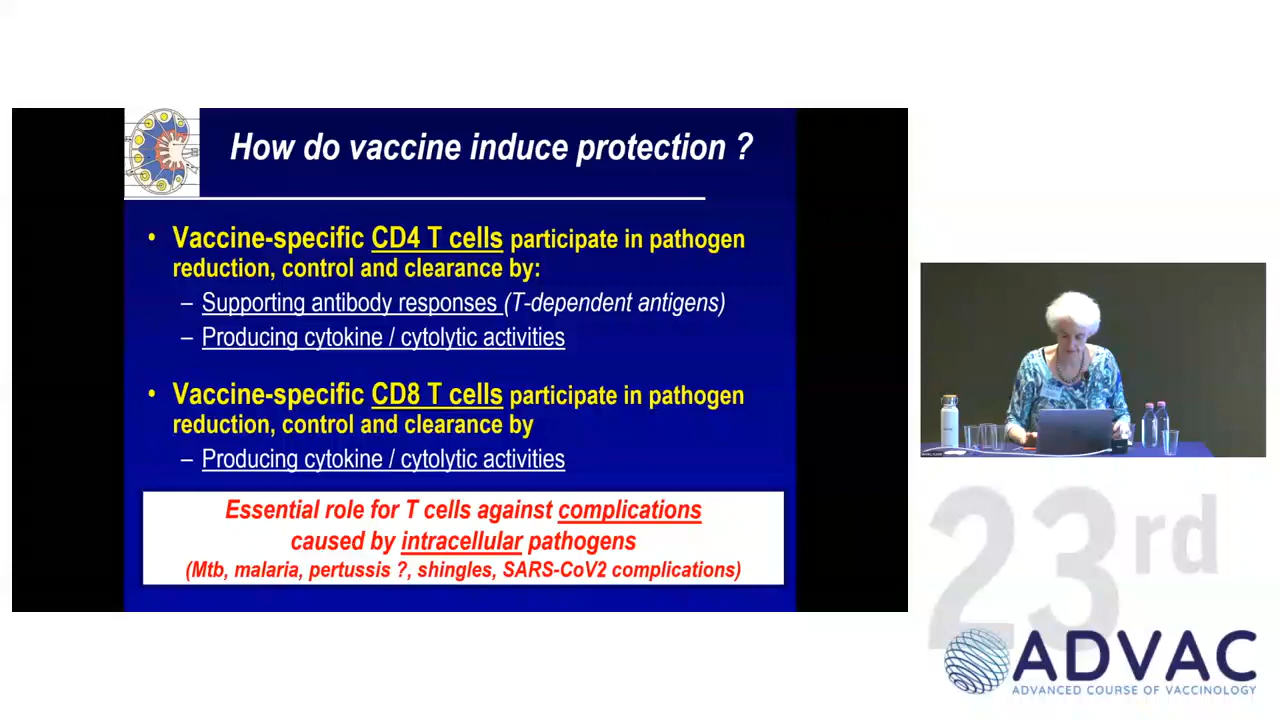 How do vaccine induce protection ?
• Vaccine-specific CD4 T cells participate in pathogen
reduction, control and clearance by:
– Supporting antibody responses (T-dependent antigens)
– Producing cytokine / cytolytic activities
• Vaccine-specific CD8 T cells participate in pathogen
reduction, control and clearance by
– Producing cytokine / cytolytic activities
Essential role for T cells against complications
caused by intracellular pathogens
(Mtb, malaria, pertussis ?, shingles, SARS-CoV2 complications)
23rd
ADVAC
ADVANCED COURSE OF VACCINOLOGY